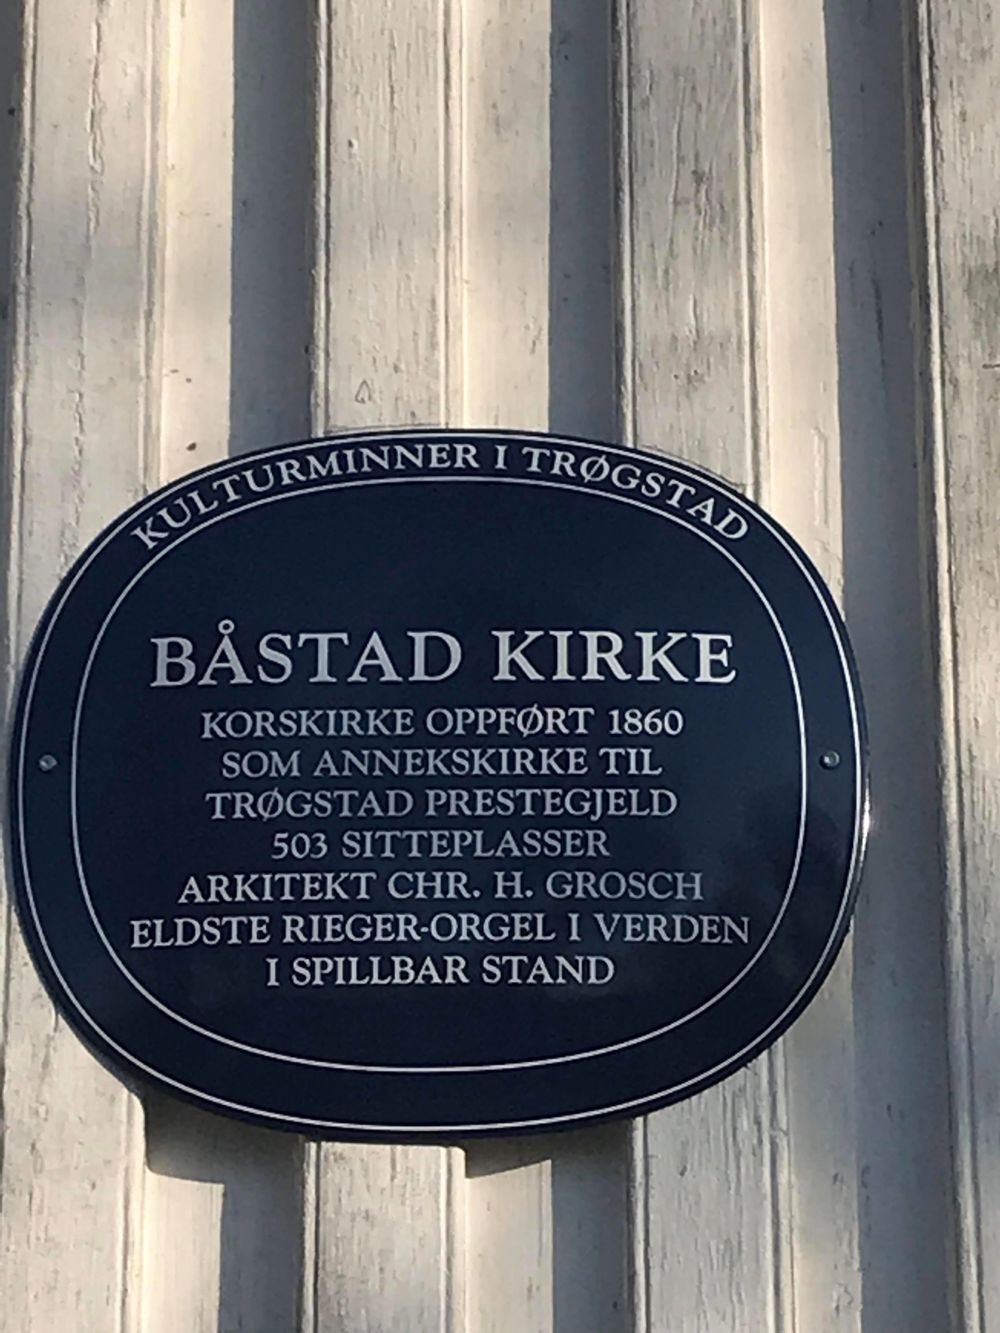 KULTURMINNER I TRØGSTAD
BÅSTAD KIRKE
KORSKIRKE OPPFØRT 1860
SOM ANNEKSKIRKE TIL
TRØGSTAD PRESTEGJELD
503 SITTEPLASSER
ARKITEKT CHR. H. GROSCH
ELDSTE RIEGER-ORGEL I VERDEN
I SPILLBAR STAND